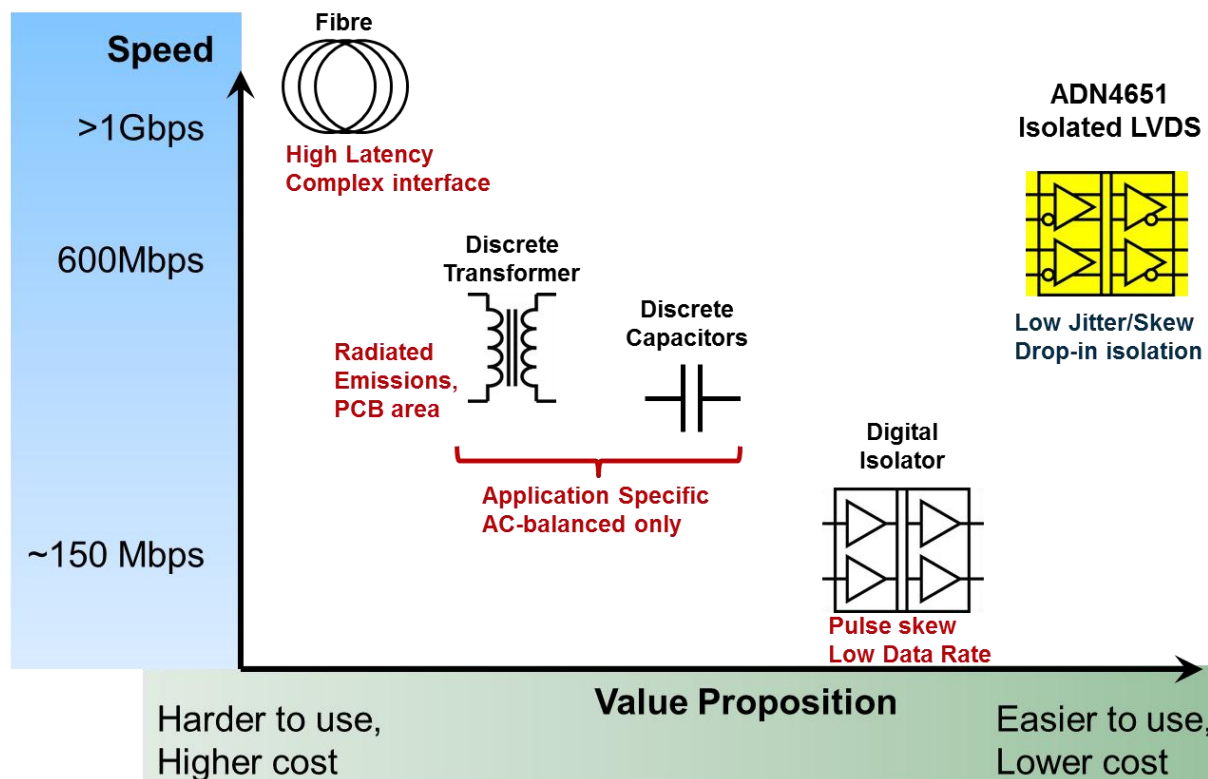 Speed
>1Gbps
600Mbps
~150 Mbps
Fibre
High Latency
Complex interface
Discrete
Transformer
Radiated
Emissions,
PCB area
Discrete
Capacitors
Application Specific
AC-balanced only
Digital
Isolator
Pulse skew
Low Data Rate
ADN4651
Isolated LVDS
Low Jitter/Skew
Drop-in isolation
Value Proposition
Harder to use,
Higher cost
Easier to use,
Lower cost